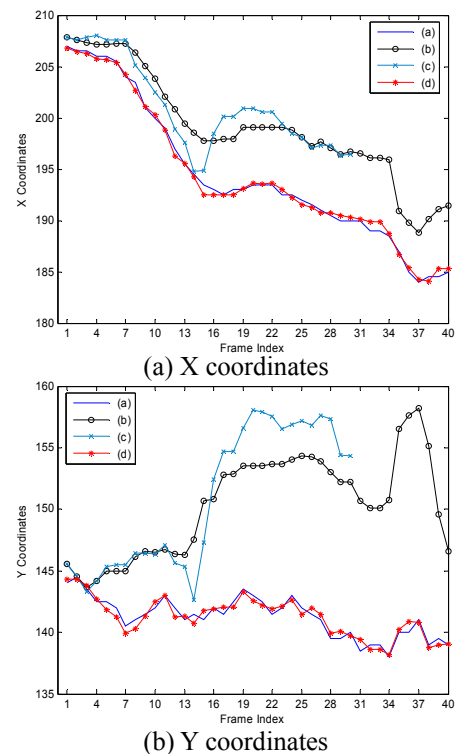 210
205
200
195
190
185
180
X Coordinates
(a)
(b)
(c)
(d)
1 4 7 10 13 16 19 22 25 28 31 34 37 40
Frame Index
(a) X coordinates
160
155
150
145
140
135
Y Coordinates
(a)
(b)
(c)
(d)
1 4 7 10 13 16 19 22 25 28 31 34 37 40
Frame Index
(b) Y coordinates